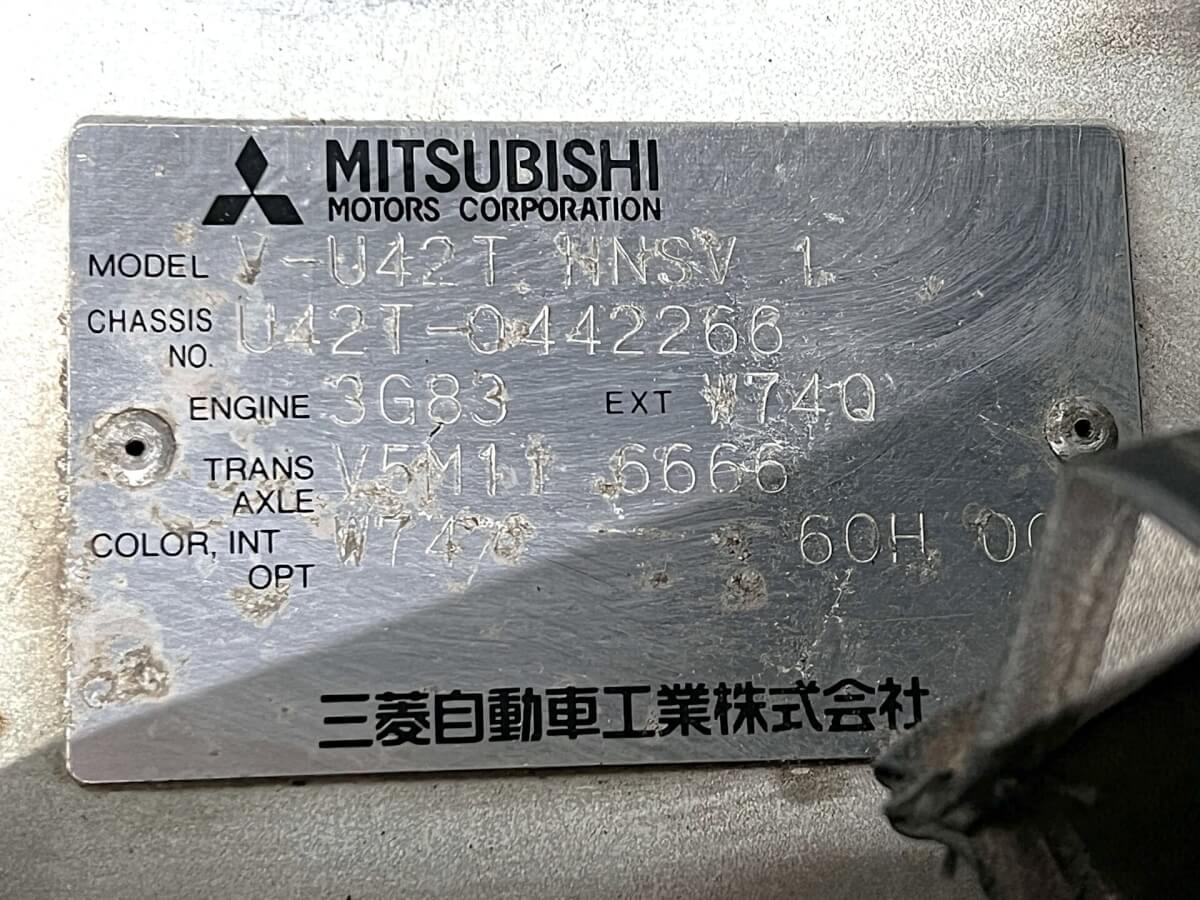 MITSUBISHI
MOTORS CORPORATION
MODEL V-U42T HNSV 1
CHASSIS NO. U42T-0442266
ENGINE 3G83 EXT W74Q
TRANS AXLE V5M11 6666
COLOR, INT OPT 60H
三菱自動車工業株式会社